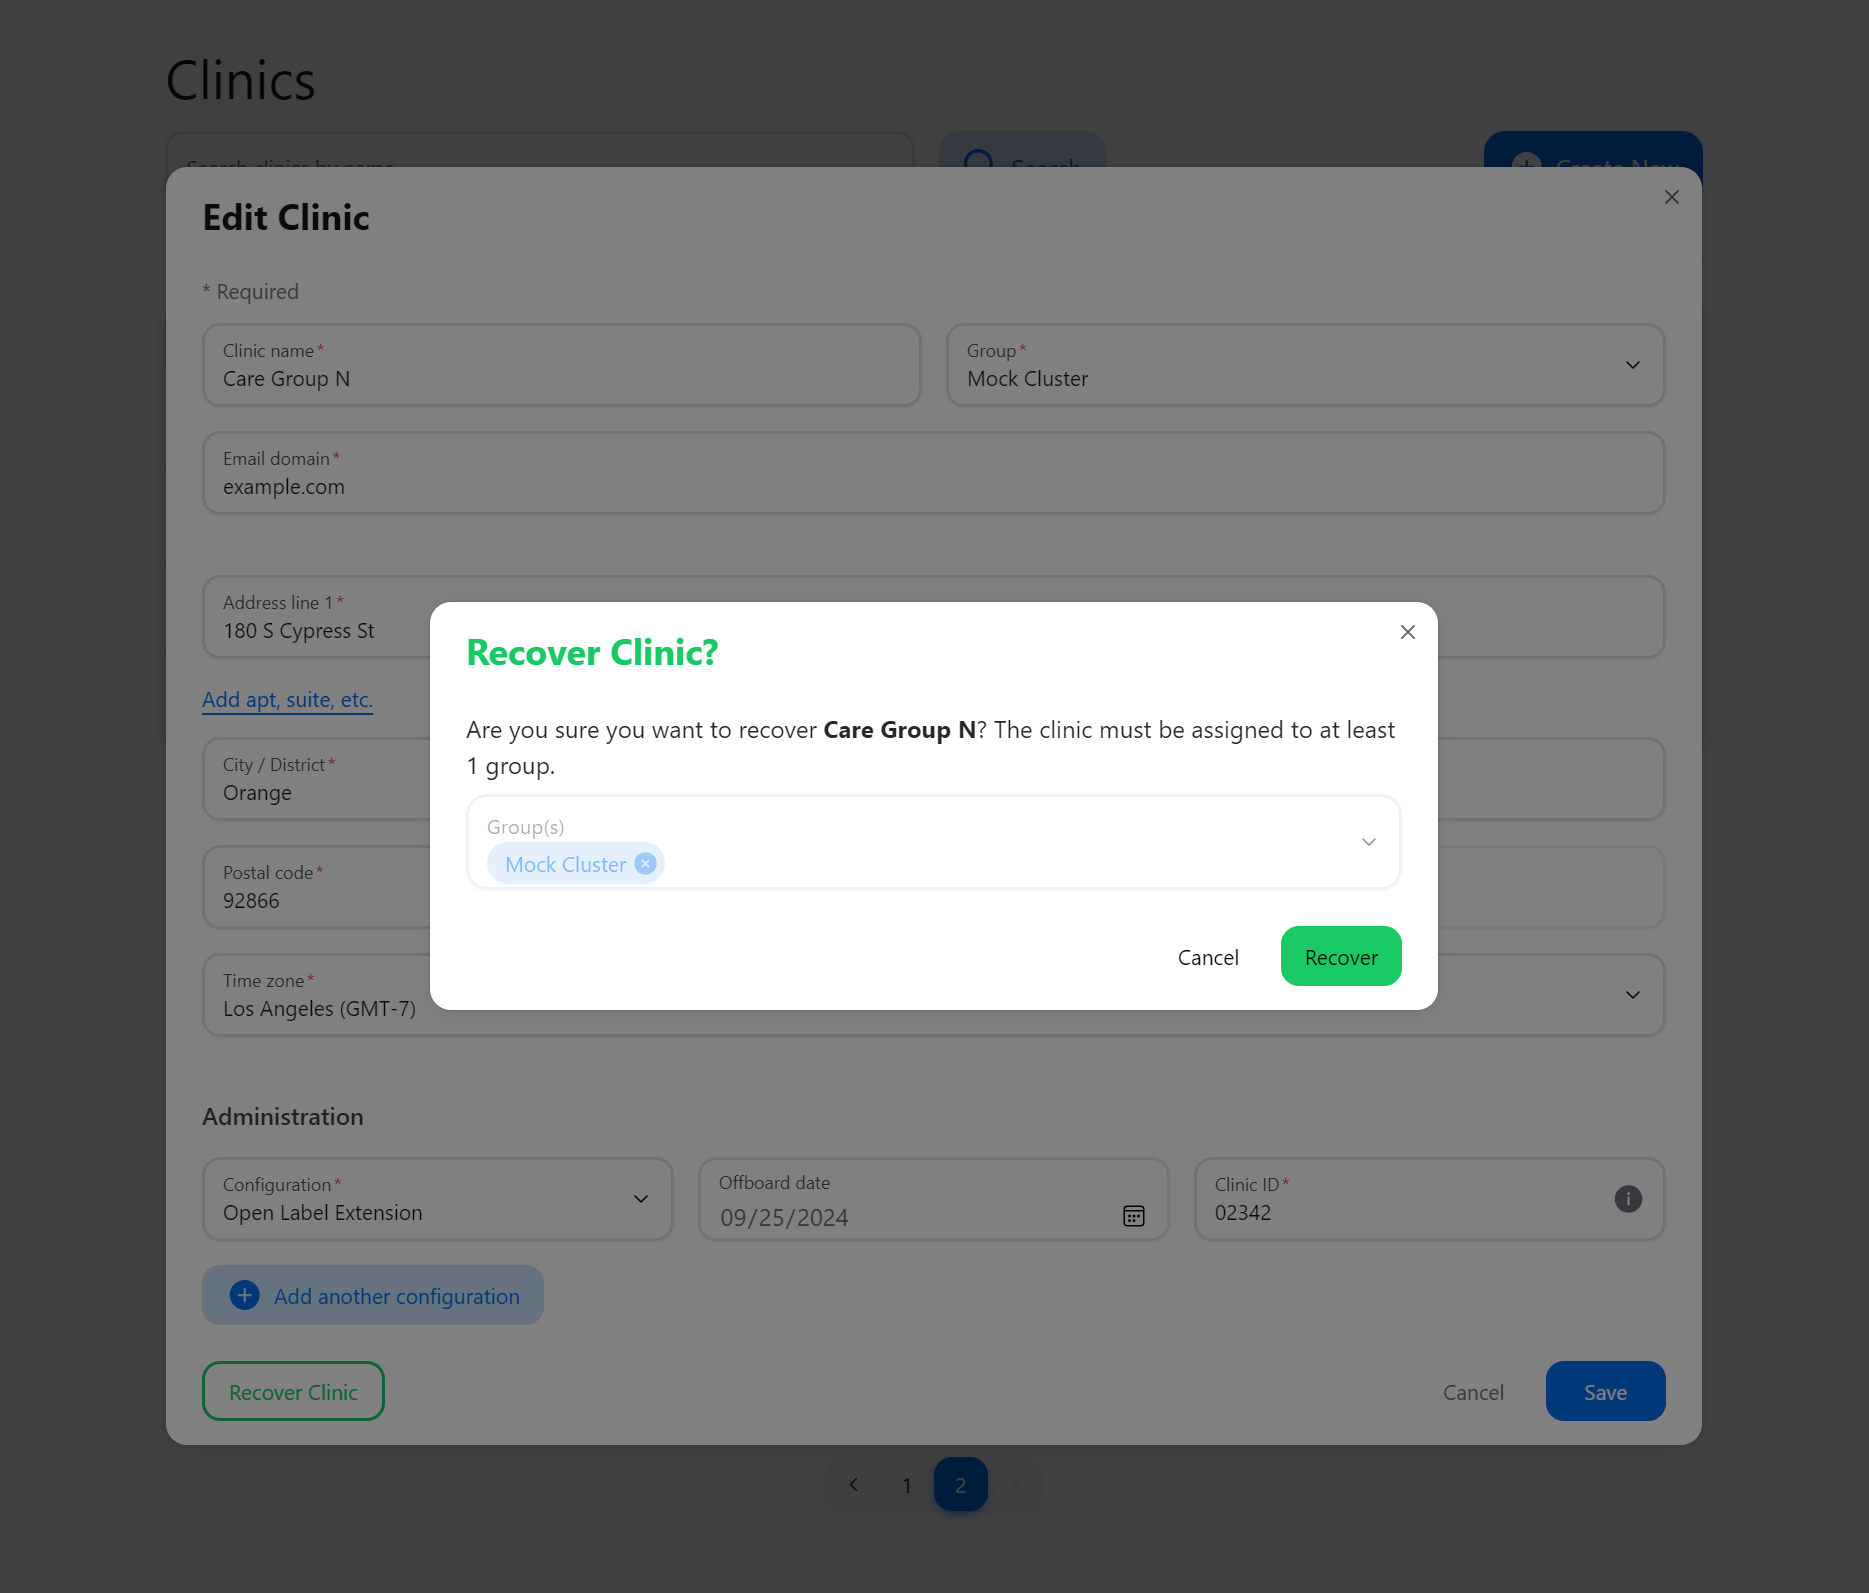 Clinics
Search clinics by name
Search
Create New
Edit Clinic
* Required
Clinic name*
Care Group N
Group*
Mock Cluster
Email domain*
example.com
Address line 1*
180 S Cypress St
Add apt, suite, etc.
City / District*
Orange
Postal code*
92866
Time zone*
Los Angeles (GMT-7)
Recover Clinic?
Are you sure you want to recover Care Group N? The clinic must be assigned to at least
1 group.
Group(s)
Mock Cluster
Cancel
Recover
Administration
Configuration*
Open Label Extension
Offboard date
09/25/2024
Clinic ID*
02342
Add another configuration
Recover Clinic
Cancel
Save
1
2